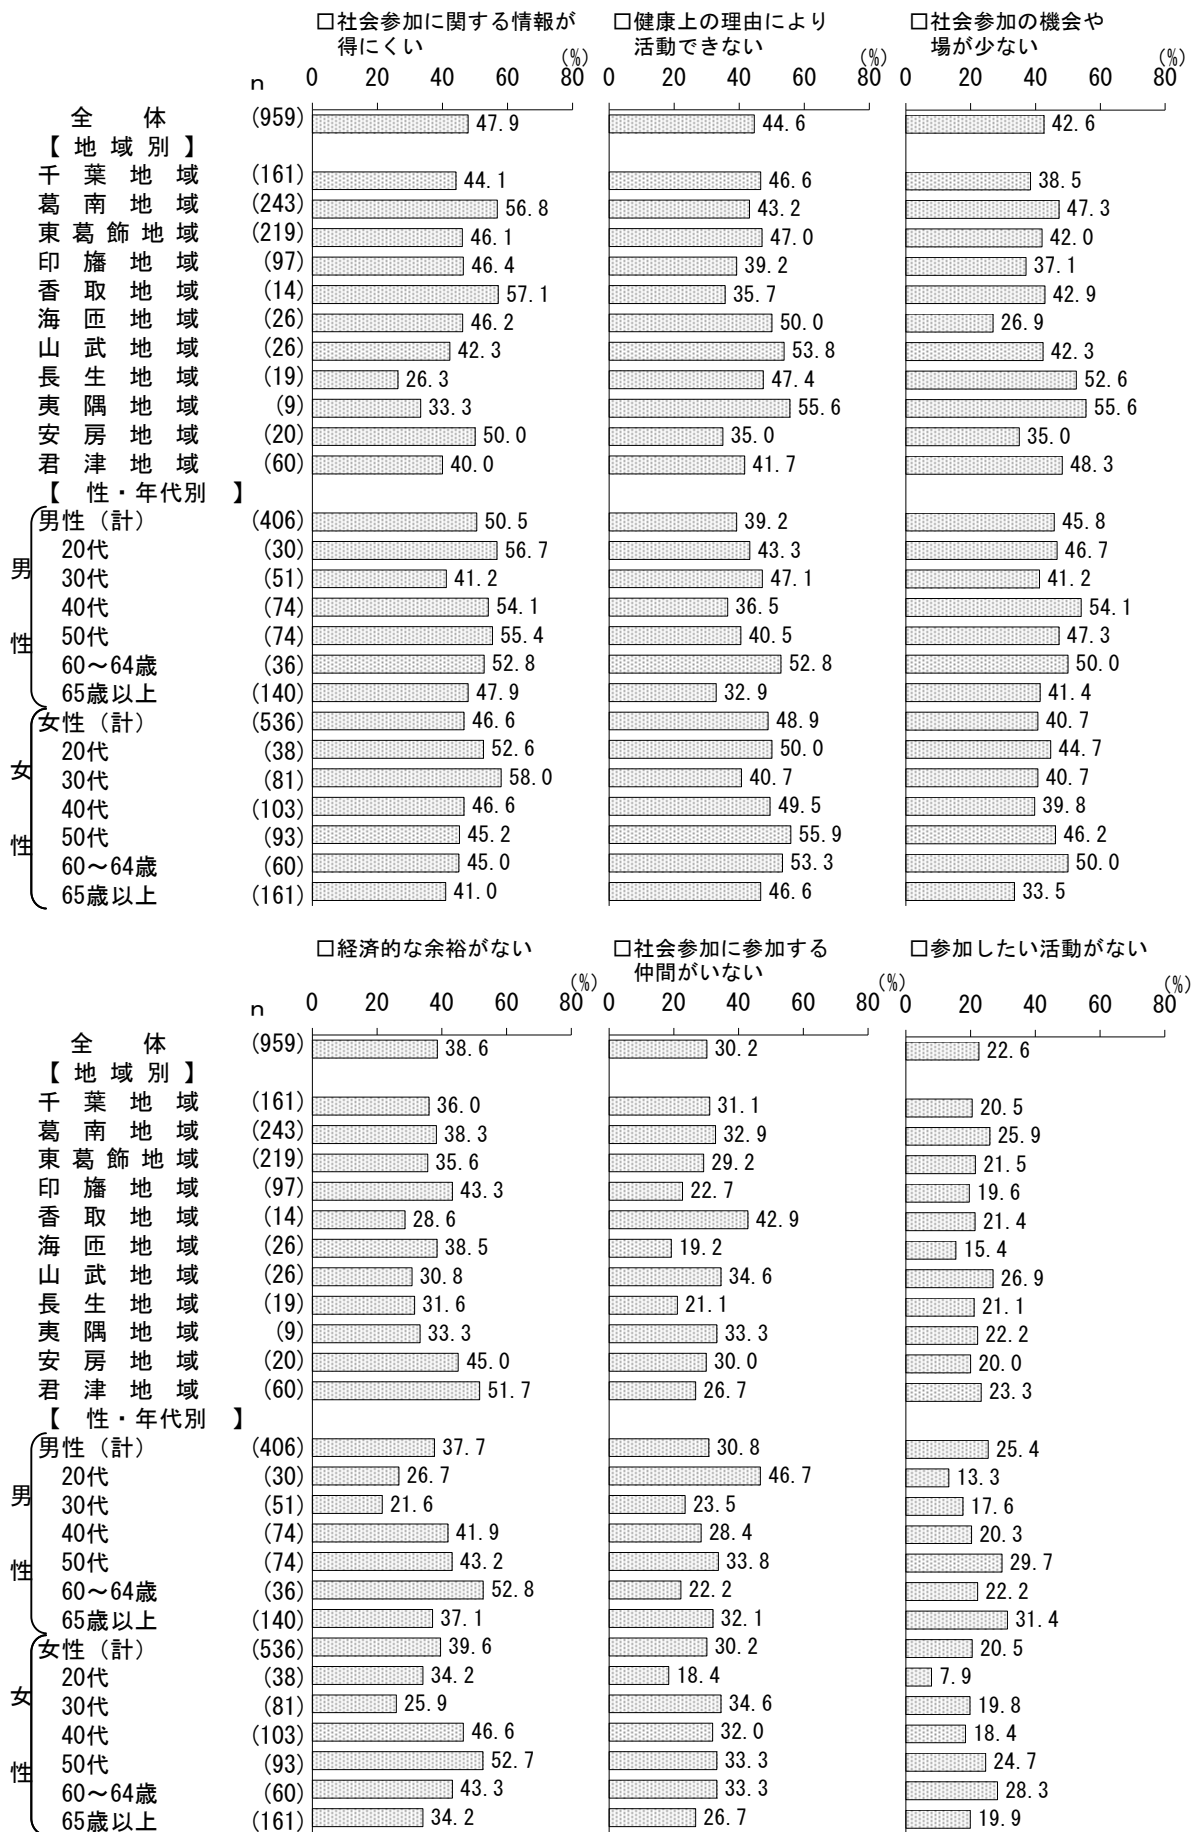 □社会参加に関する情報が □健康上の理由により □社会参加の機会や
得にくい 活動できない 場が少ない
(%) (%) (%)
n 0 20 40 60 80 0 20 40 60 80 0 20 40 60 80
全体 (959) 47.9 44.6 42.6
【地域別】
千葉地域 (161) 44.1 46.6 38.5
葛南地域 (243) 56.8 43.2 47.3
東葛飾地域 (219) 46.1 47.0 42.0
印旛地域 (97) 46.4 39.2 37.1
香取地域 (14) 57.1 35.7 42.9
海匝地域 (26) 46.2 50.0 26.9
山武地域 (26) 42.3 53.8 42.3
長生地域 (19) 26.3 47.4 52.6
夷隅地域 (9) 33.3 55.6 55.6
安房地域 (20) 50.0 35.0 35.0
君津地域 (60) 40.0 41.7 48.3
【性・年代別】
男性
男性(計) (406) 50.5 39.2 45.8
20代 (30) 56.7 43.3 46.7
30代 (51) 41.2 47.1 41.2
40代 (74) 54.1 36.5 54.1
50代 (74) 55.4 40.5 47.3
60～64歳 (36) 52.8 52.8 50.0
65歳以上 (140) 47.9 32.9 41.4
女性
女性(計) (536) 46.6 48.9 40.7
20代 (38) 52.6 50.0 44.7
30代 (81) 58.0 40.7 40.7
40代 (103) 46.6 49.5 39.8
50代 (93) 45.2 55.9 46.2
60～64歳 (60) 45.0 53.3 50.0
65歳以上 (161) 41.0 46.6 33.5
□経済的な余裕がない □社会参加に参加する □参加したい活動がない
仲間がいない
(%) (%) (%)
n 0 20 40 60 80 0 20 40 60 80 0 20 40 60 80
全体 (959) 38.6 30.2 22.6
【地域別】
千葉地域 (161) 36.0 31.1 20.5
葛南地域 (243) 38.3 32.9 25.9
東葛飾地域 (219) 35.6 29.2 21.5
印旛地域 (97) 43.3 22.7 19.6
香取地域 (14) 28.6 42.9 21.4
海匝地域 (26) 38.5 19.2 15.4
山武地域 (26) 30.8 34.6 26.9
長生地域 (19) 31.6 21.1 21.1
夷隅地域 (9) 33.3 33.3 22.2
安房地域 (20) 45.0 30.0 20.0
君津地域 (60) 51.7 26.7 23.3
【性・年代別】
男性
男性(計) (406) 37.7 30.8 25.4
20代 (30) 26.7 46.7 13.3
30代 (51) 21.6 23.5 17.6
40代 (74) 41.9 28.4 20.3
50代 (74) 43.2 33.8 29.7
60～64歳 (36) 52.8 22.2 22.2
65歳以上 (140) 37.1 32.1 31.4
女性
女性(計) (536) 39.6 30.2 20.5
20代 (38) 34.2 18.4 7.9
30代 (81) 25.9 34.6 19.8
40代 (103) 46.6 32.0 18.4
50代 (93) 52.7 33.3 24.7
60～64歳 (60) 43.3 33.3 28.3
65歳以上 (161) 34.2 26.7 19.9